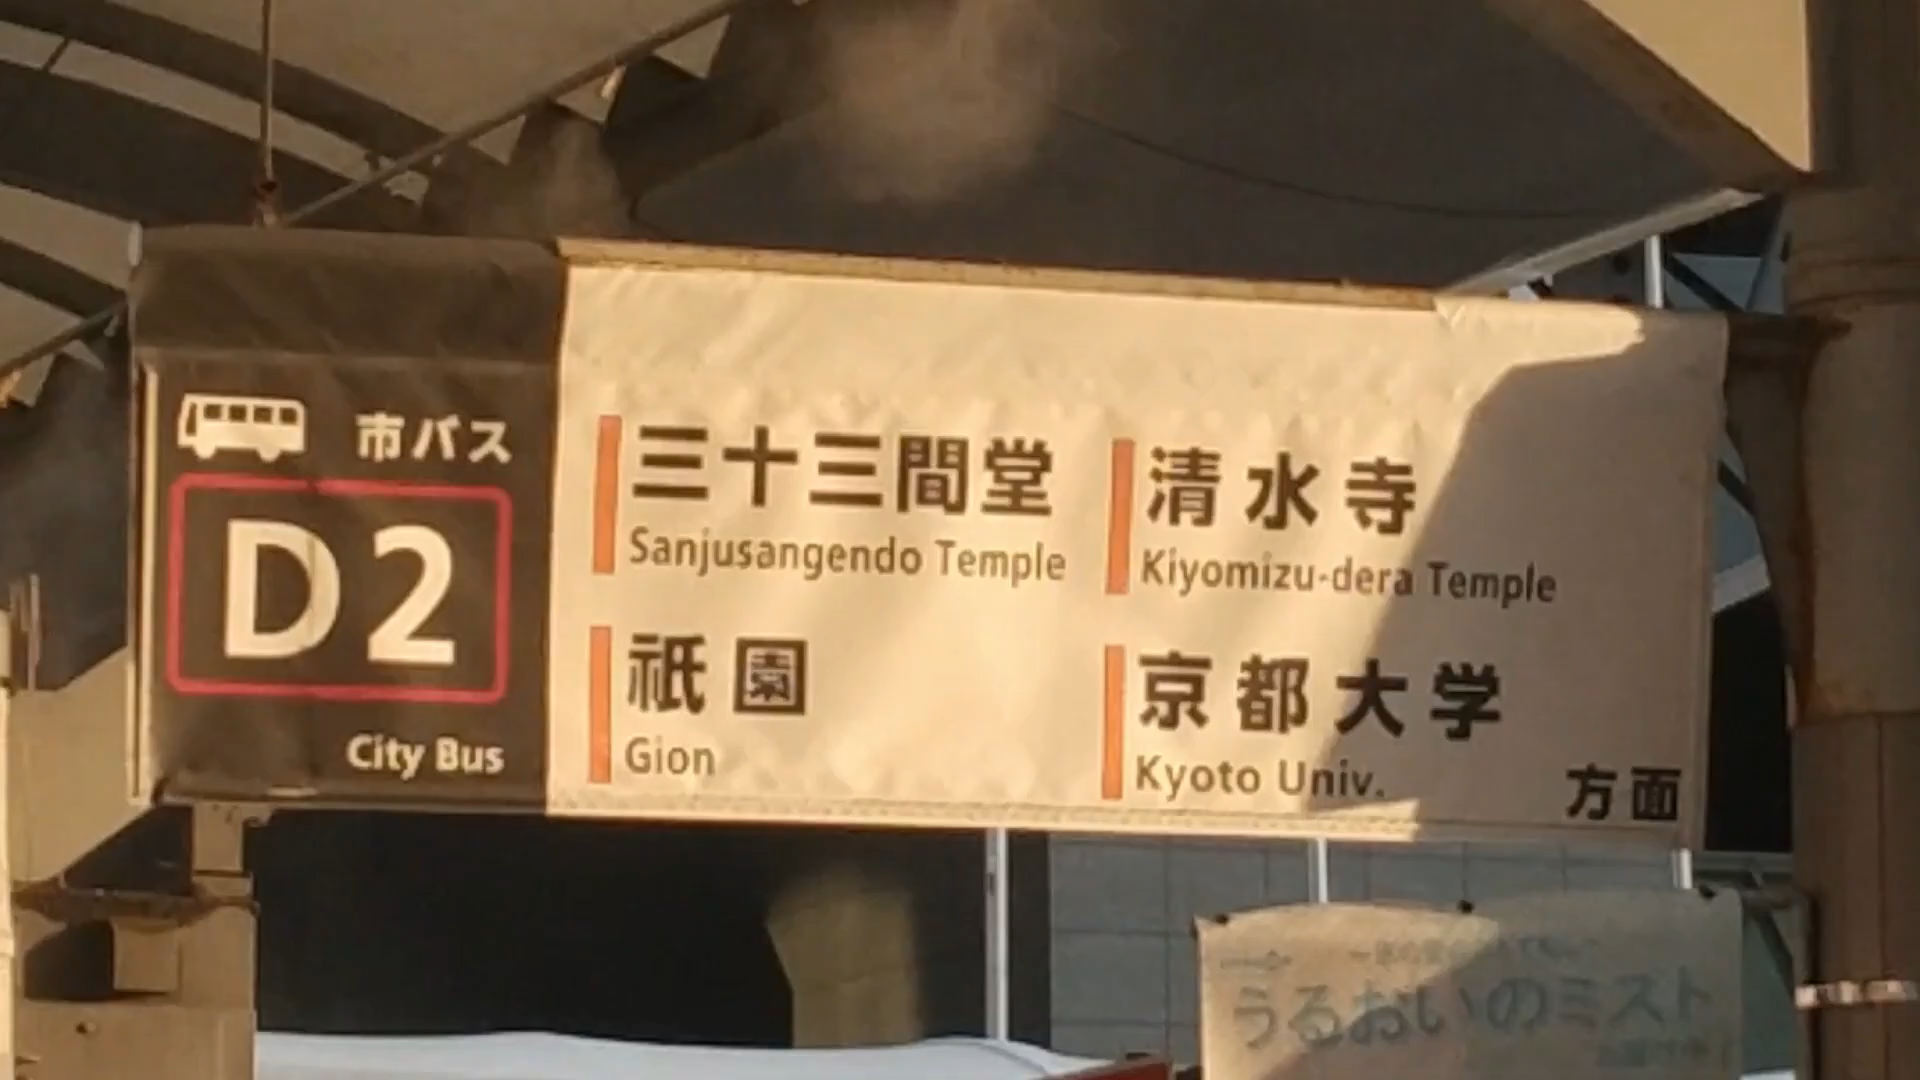 市バス
D2
City Bus
三十三間堂
Sanjusangendo Temple
清水寺
Kiyomizu-dera Temple
祇園
Gion
京都大学
Kyoto Univ.
方面
うるおいのミスト